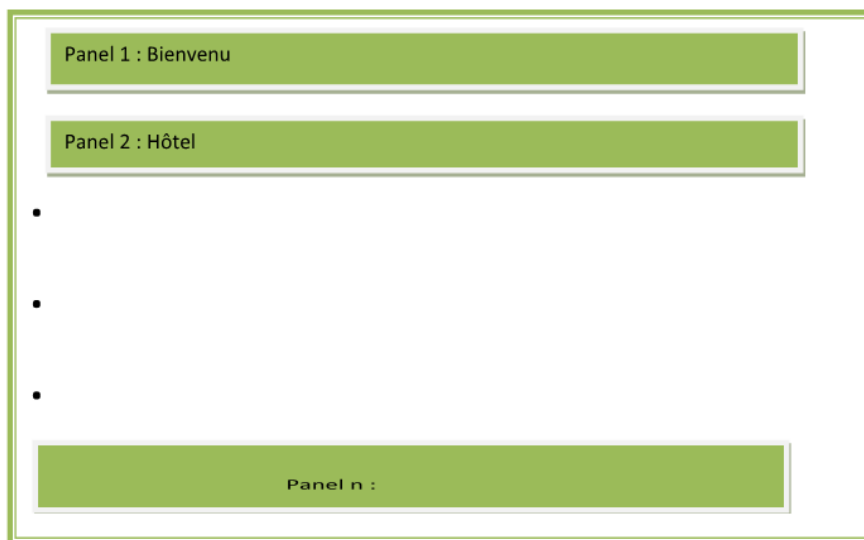 Panel 1 : Bienvenu
Panel 2 : Hôtel
•
•
•
Panel n :